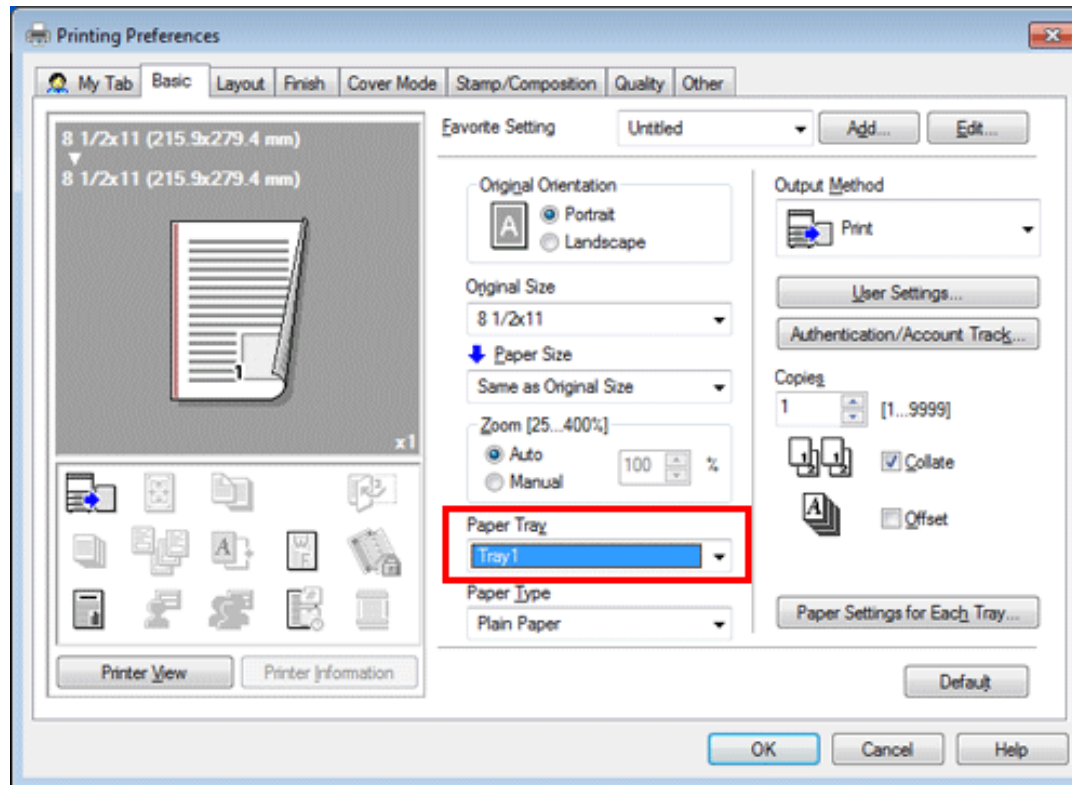 Printing Preferences
My Tab Basic Layout Finish Cover Mode Stamp/Composition Quality Other
8 1/2x11 (215.9x279.4 mm)
8 1/2x11 (215.9x279.4 mm)
1
x1
Printer View Printer Information
Favorite Setting Untitled Add... Edit...
Original Orientation
A
Portrait
Landscape
Original Size
8 1/2x11
Paper Size
Same as Original Size
Zoom [25...400%]
Auto
Manual
100 %
Paper Tray
Tray1
Paper Type
Plain Paper
Output Method
Print
User Settings...
Authentication/Account Track...
Copies
1 [1...9999]
Collate
Offset
Paper Settings for Each Tray...
Default
OK Cancel Help